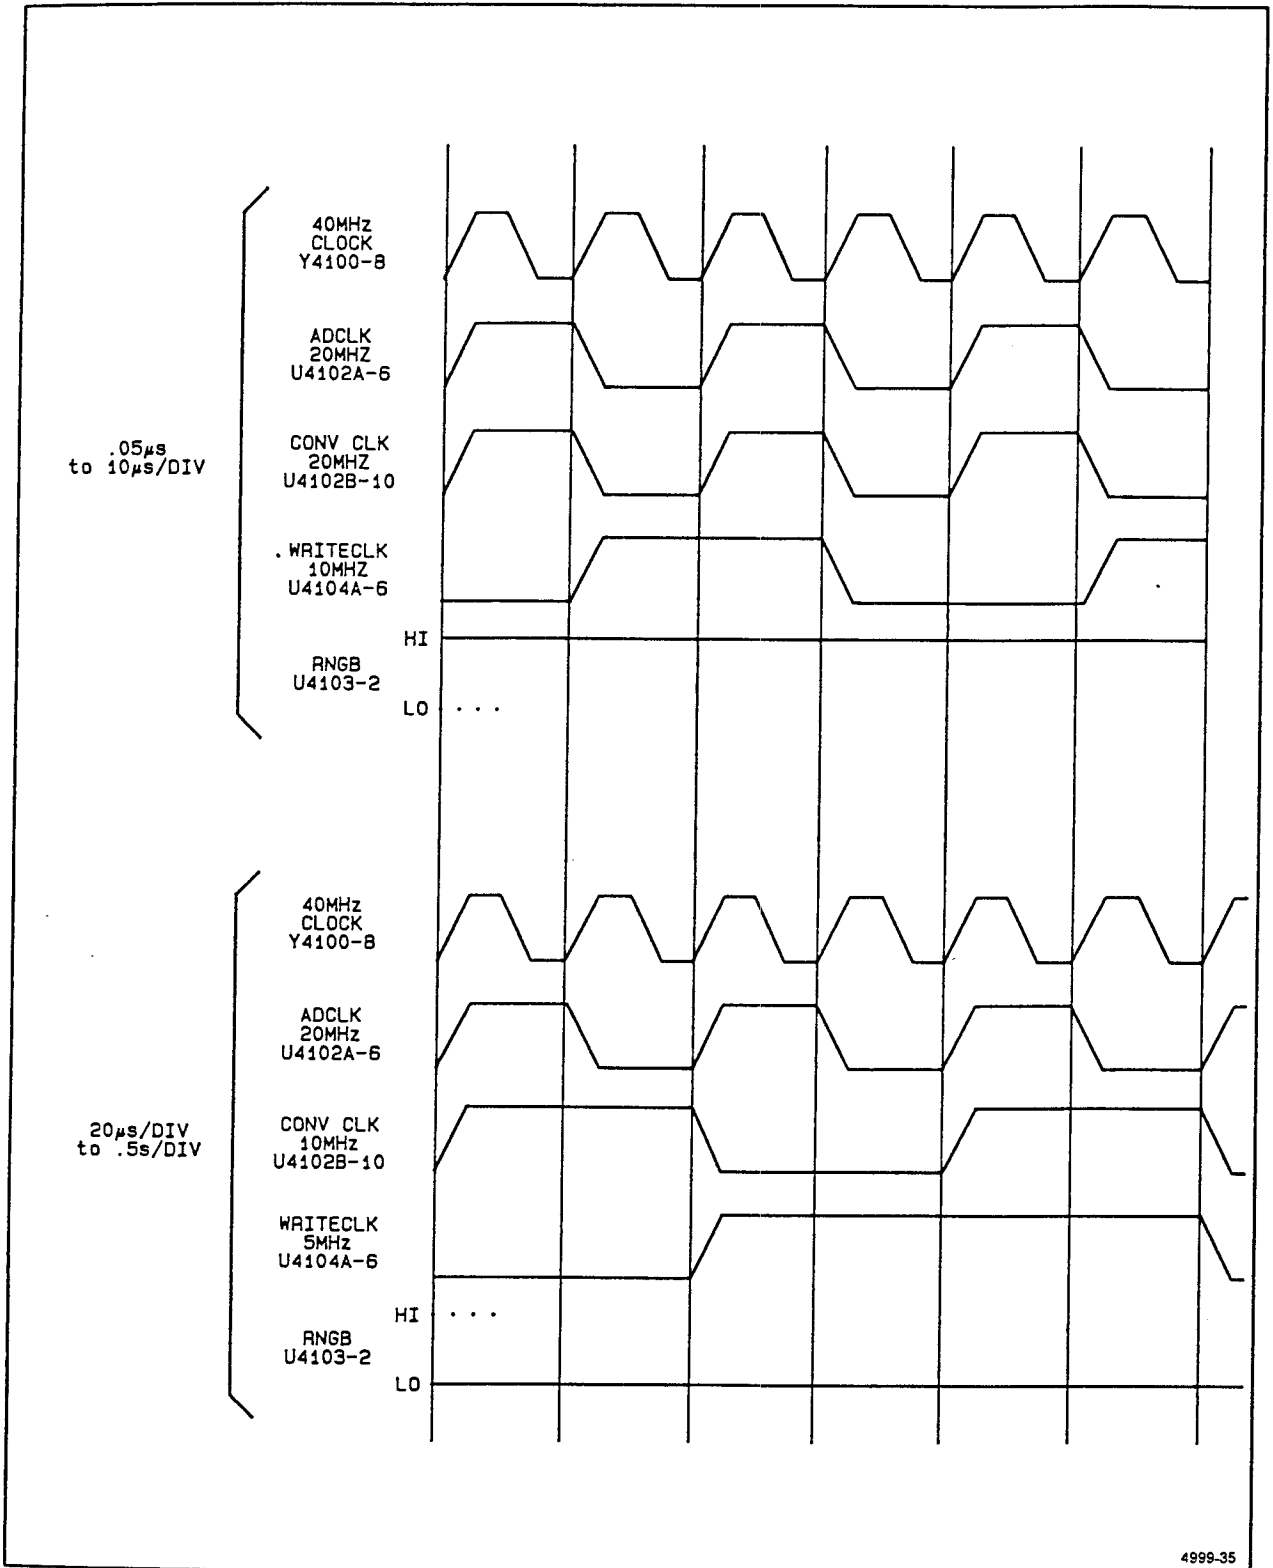 40MHz
CLOCK
Y4100-8
ADCLK
20MHZ
U4102A-6
.05µs
to 10µs/DIV
CONV CLK
20MHZ
U4102B-10
.WRITECLK
10MHZ
U4104A-6
HI
RNGB
U4103-2
LO ....
40MHz
CLOCK
Y4100-8
ADCLK
20MHz
U4102A-6
20µs/DIV
to .5s/DIV
CONV CLK
10MHz
U4102B-10
WRITECLK
5MHz
U4104A-6
HI ....
RNGB
U4103-2
LO
4999-35